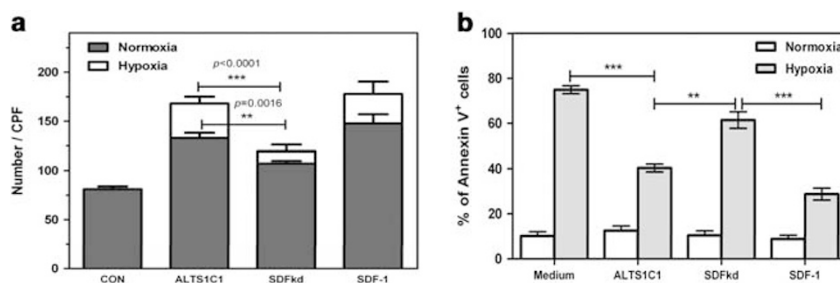 a
Normoxia
Hypoxia
p<0.0001
***
p=0.0016
**
Number / CPF
200
150
100
50
0
CON
ALTS1C1
SDFkd
SDF-1
b
Normoxia
Hypoxia
***
**
***
% of Annexin V+ cells
100
80
60
40
20
0
Medium
ALTS1C1
SDFkd
SDF-1